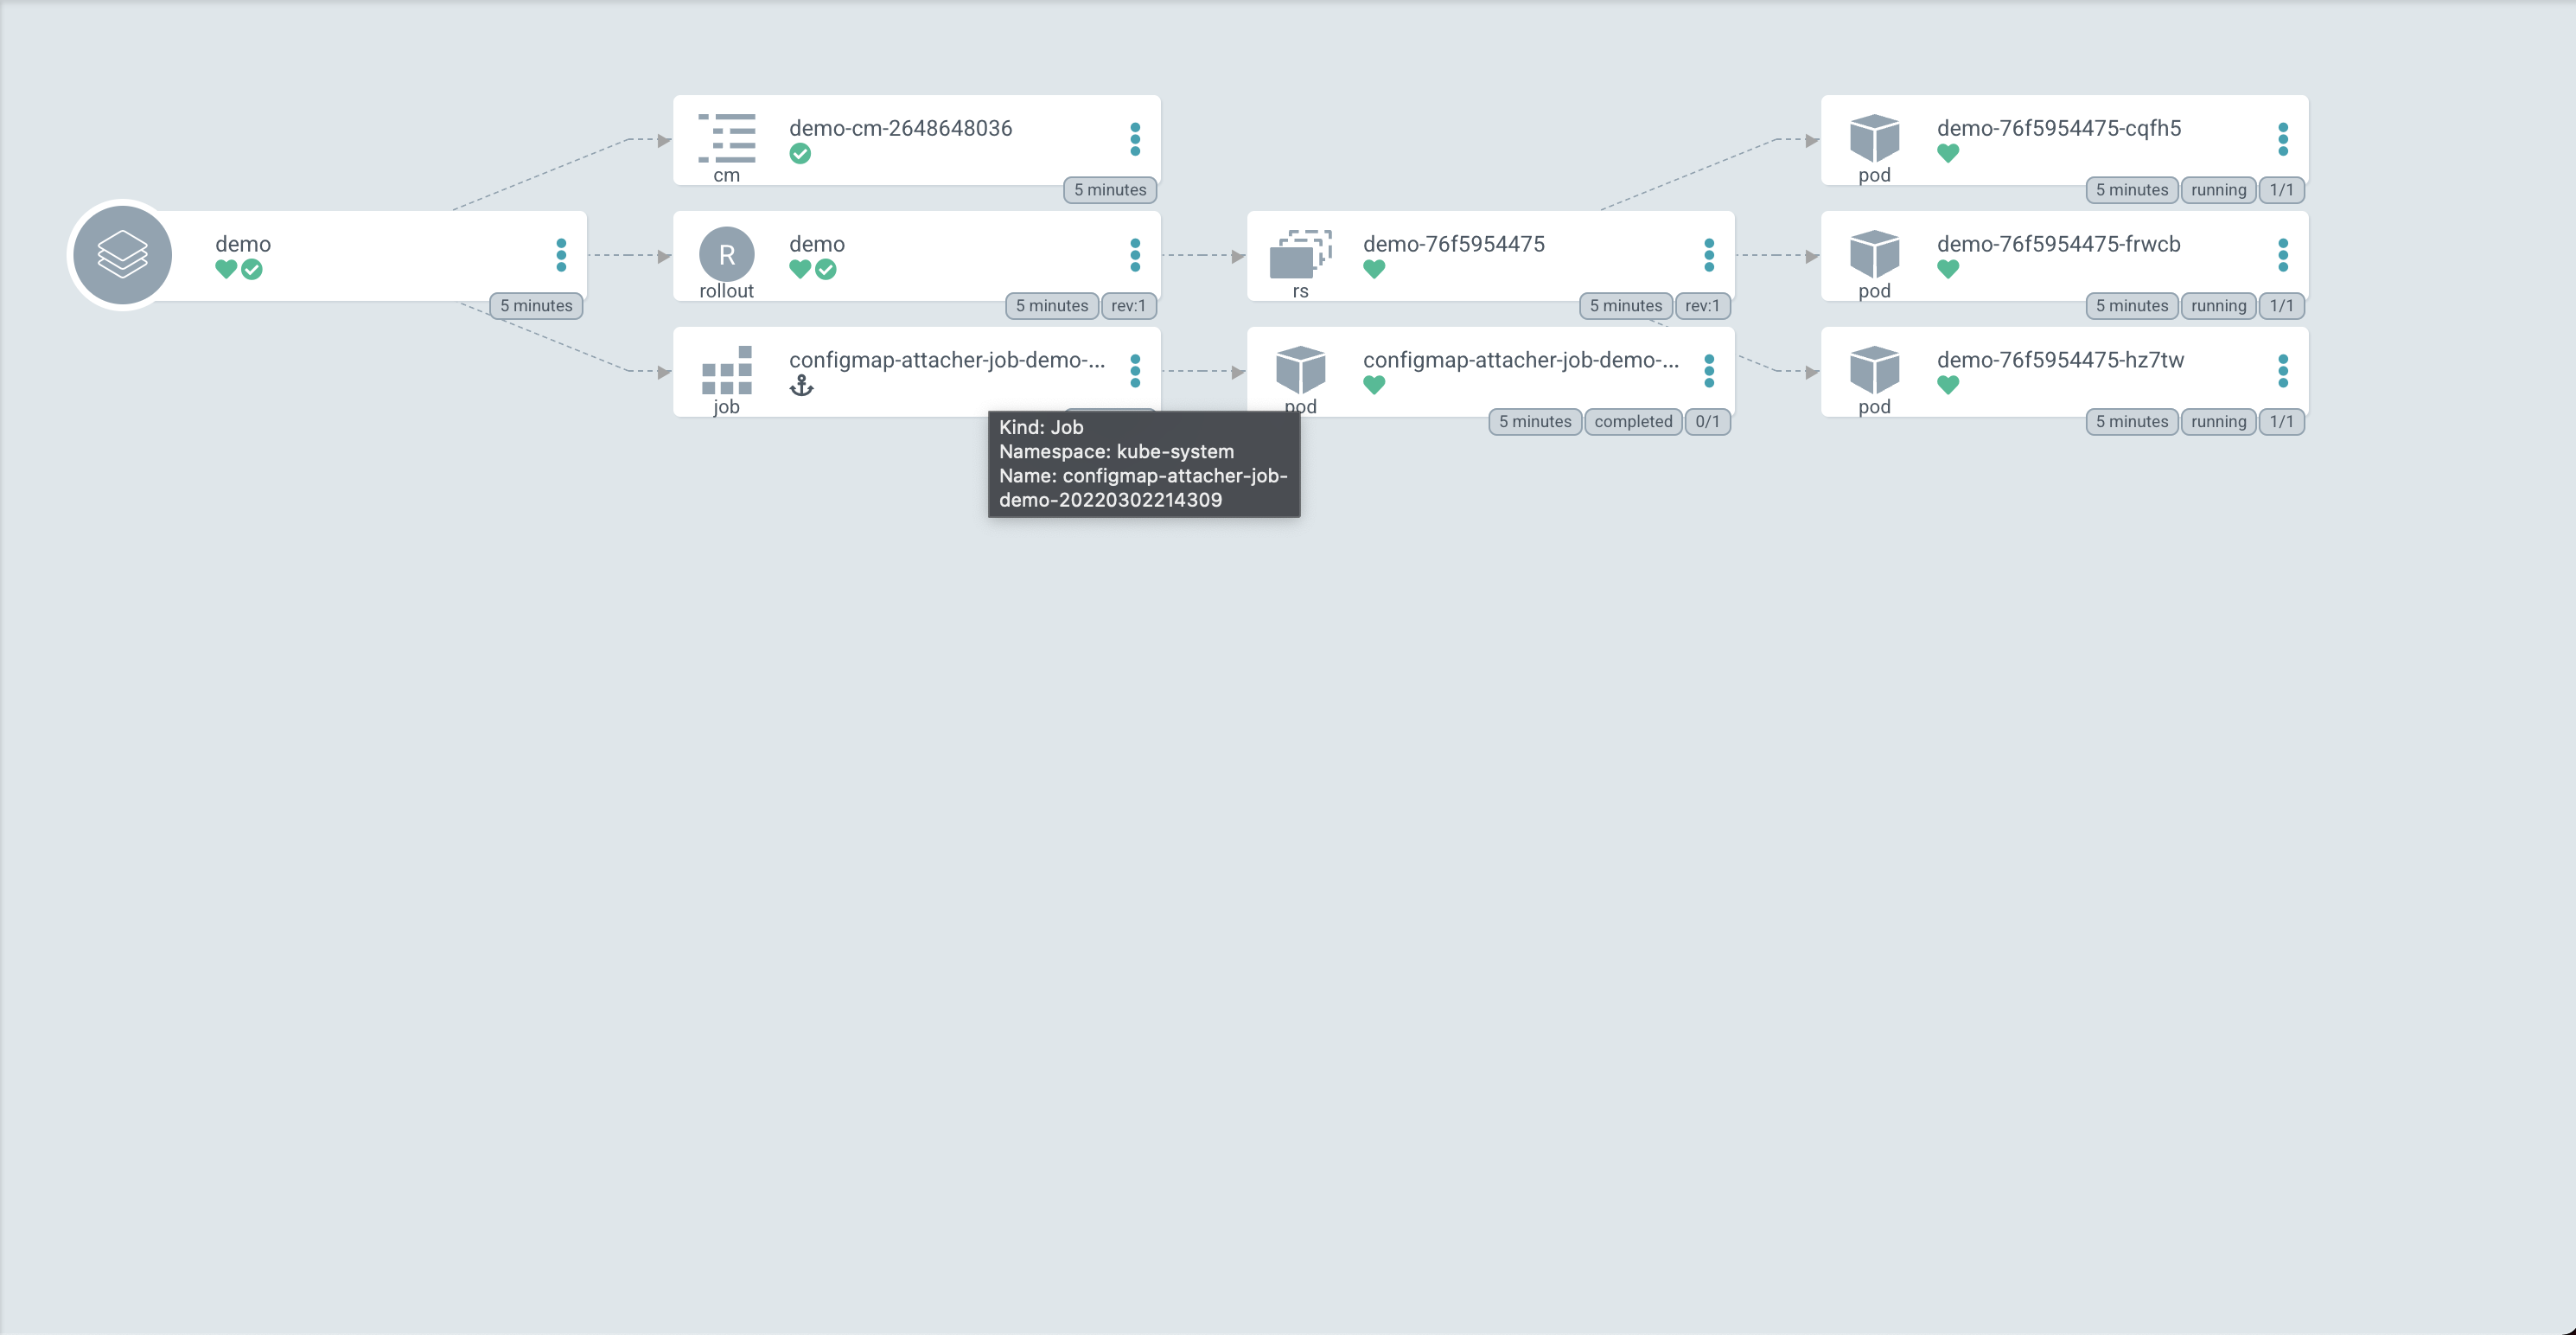 demo
5 minutes
demo-cm-2648648036
cm
5 minutes
R
demo
rollout
5 minutes
rev:1
configmap-attacher-job-demo-...
job
demo-76f5954475
rs
5 minutes
rev:1
configmap-attacher-job-demo-...
pod
5 minutes
completed
0/1
Kind: Job
Namespace: kube-system
Name: configmap-attacher-job-
demo-20220302214309
demo-76f5954475-cqfh5
pod
5 minutes
running
1/1
demo-76f5954475-frwcb
pod
5 minutes
running
1/1
demo-76f5954475-hz7tw
pod
5 minutes
running
1/1